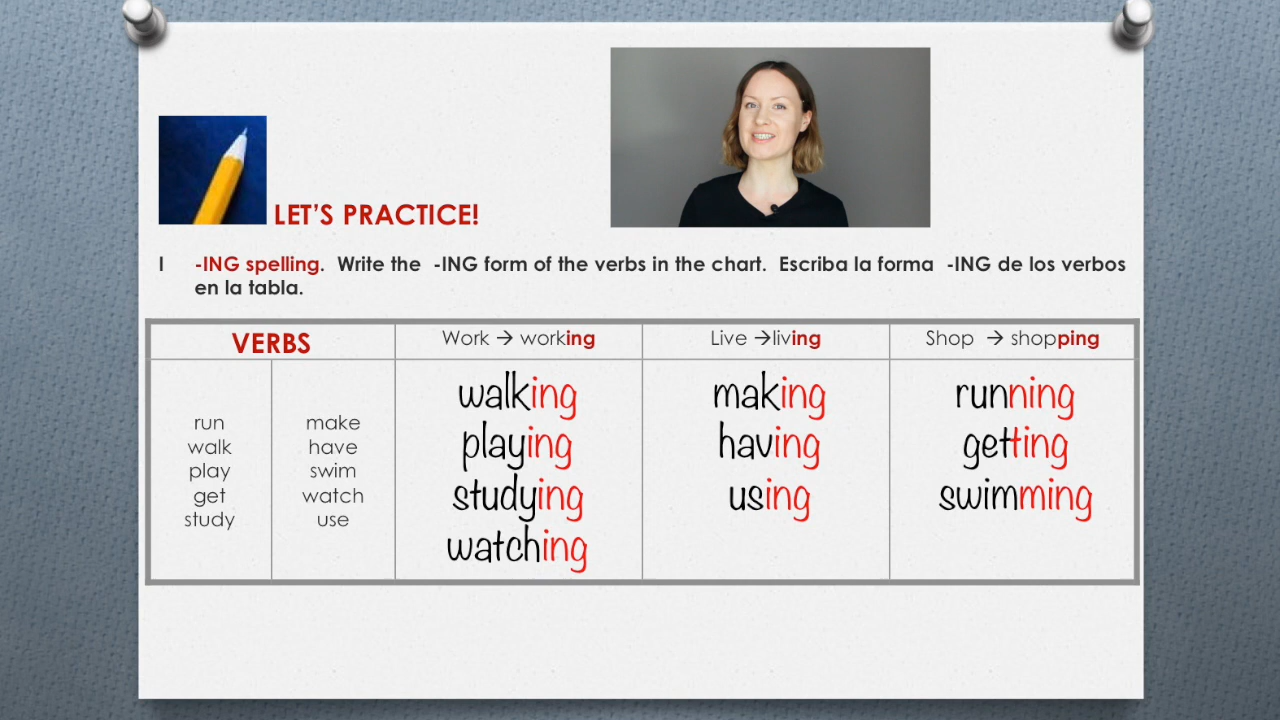 LET'S PRACTICE!
I -ING spelling. Write the -ING form of the verbs in the chart. Escriba la forma -ING de los verbos
en la tabla.
VERBS
Work → working
Live →living
Shop → shopping
run
walk
play
get
study
make
have
swim
watch
use
walking
playing
studying
watching
making
having
using
running
getting
swimming